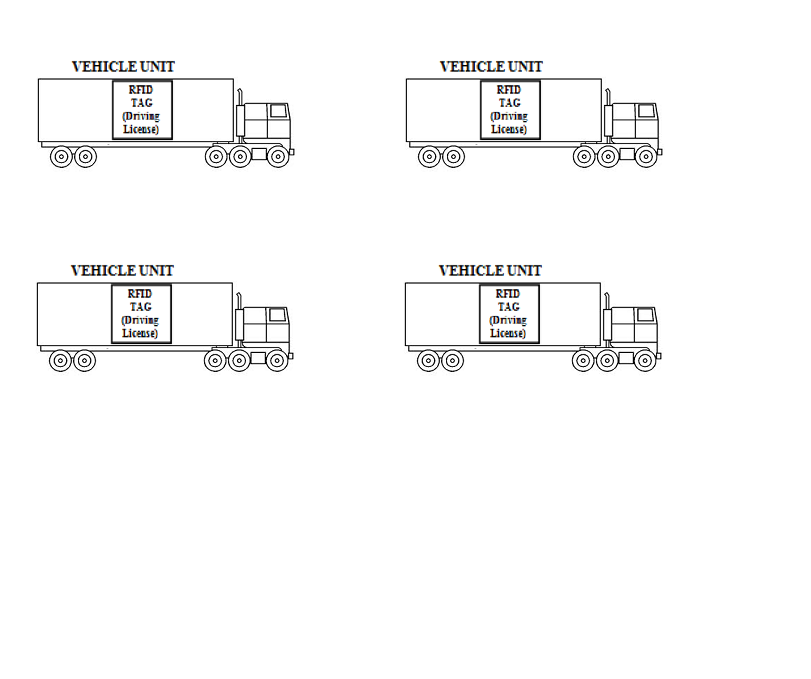 VEHICLE UNIT
RFID
TAG
(Driving
License)
VEHICLE UNIT
RFID
TAG
(Driving
License)
VEHICLE UNIT
RFID
TAG
(Driving
License)
VEHICLE UNIT
RFID
TAG
(Driving
License)